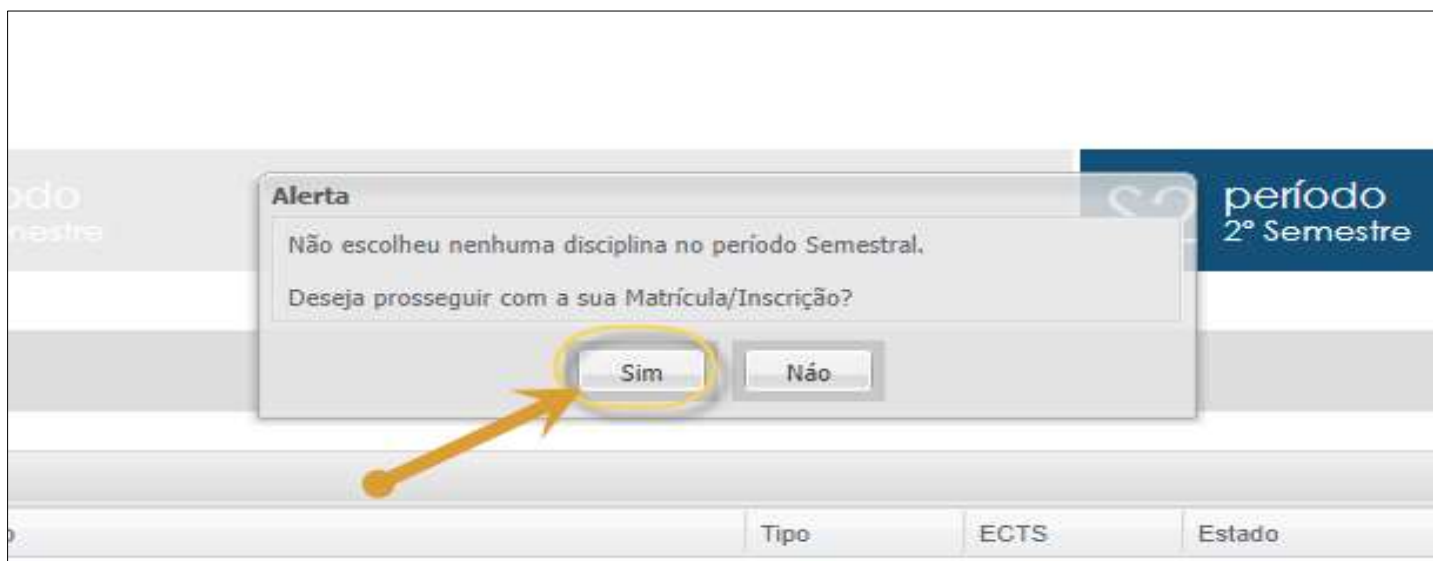 Alerta
período
2º Semestre
Não escolheu nenhuma disciplina no período Semestral.
Deseja prosseguir com a sua Matrícula/Inscrição?
Sim
Náo
Tipo
ECTS
Estado